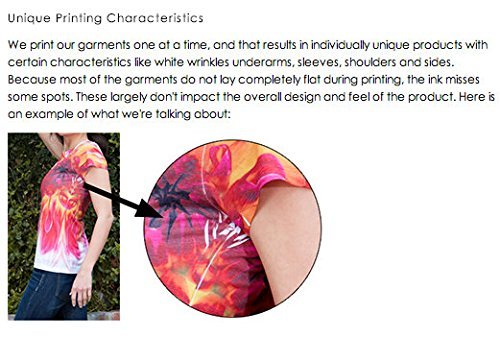 Unique Printing Characteristics
We print our garments one at a time, and that results in individually unique products with
certain characteristics like white wrinkles underarms, sleeves, shoulders and sides.
Because most of the garments do not lay completely flat during printing, the ink misses
some spots. These largely don't impact the overall design and feel of the product. Here is
an example of what we're talking about: